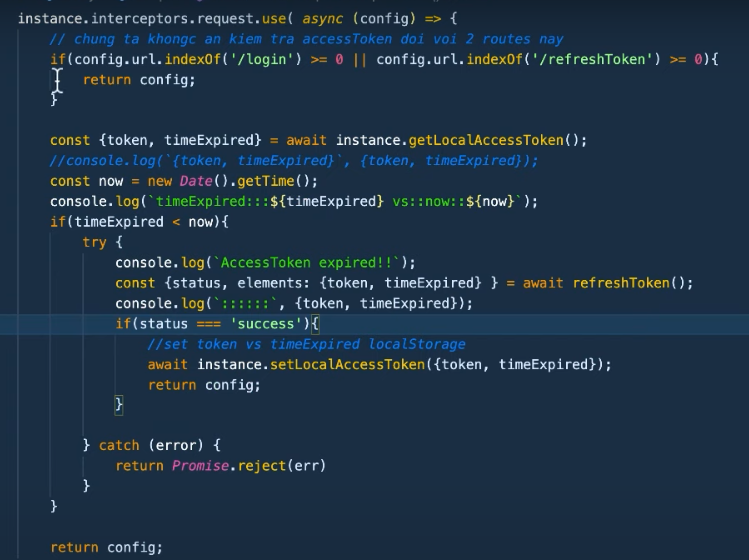 instance.interceptors.request.use( async (config) => {
// chung ta khongc an kiem tra accessToken doi voi 2 routes nay
if(config.url.indexOf('/login') >= 0 || config.url.indexOf('/refreshToken') >= 0){
return config;
}
const {token, timeExpired} = await instance.getLocalAccessToken();
//console.log(`{token, timeExpired}`, {token, timeExpired});
const now = new Date().getTime();
console.log(`timeExpired:::${timeExpired} vs::now::${now}`);
if(timeExpired < now){
try {
console.log(`AccessToken expired!!`);
const {status, elements: {token, timeExpired} } = await refreshToken();
console.log(`::::::`, {token, timeExpired});
if(status === 'success'){
//set token vs timeExpired localStorage
await instance.setLocalAccessToken({token, timeExpired});
return config;
}
} catch (error) {
return Promise.reject(err)
}
}
return config;